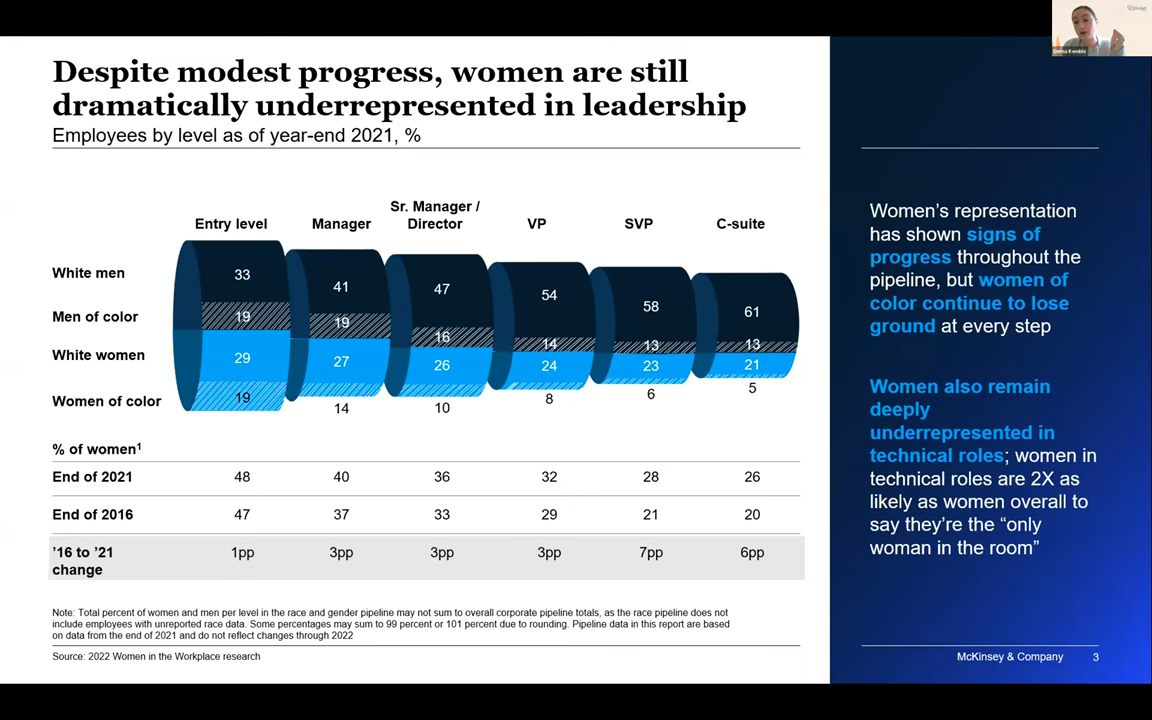 Despite modest progress, women are still
dramatically underrepresented in leadership
Employees by level as of year-end 2021, %
Entry level
Manager
Sr. Manager /
Director
VP
SVP
C-suite
White men
33
41
47
54
58
61
Men of color
19
19
16
14
13
13
White women
29
27
26
24
23
21
Women of color
19
14
10
8
6
5
% of women1
End of 2021
48
40
36
32
28
26
End of 2016
47
37
33
29
21
20
’16 to ’21
change
1pp
3pp
3pp
3pp
7pp
6pp
Note: Total percent of women and men per level in the race and gender pipeline may not sum to overall corporate pipeline totals, as the race pipeline does not
include employees with unreported race data. Some percentages may sum to 99 percent or 101 percent due to rounding. Pipeline data in this report are based
on data from the end of 2021 and do not reflect changes through 2022
Source: 2022 Women in the Workplace research
Women’s representation
has shown signs of
progress throughout the
pipeline, but women of
color continue to lose
ground at every step
Women also remain
deeply
underrepresented in
technical roles; women in
technical roles are 2X as
likely as women overall to
say they’re the “only
woman in the room”
McKinsey & Company
3
Emma Kemble